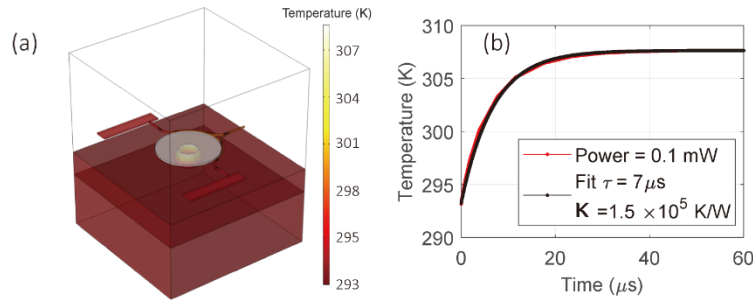 (a)
Temperature (K)
307
304
301
298
295
293
(b)
Temperature (K)
310
305
300
295
290
Power = 0.1 mW
Fit τ = 7μs
K =1.5 ×10⁵ K/W
0
20
40
60
Time (μs)